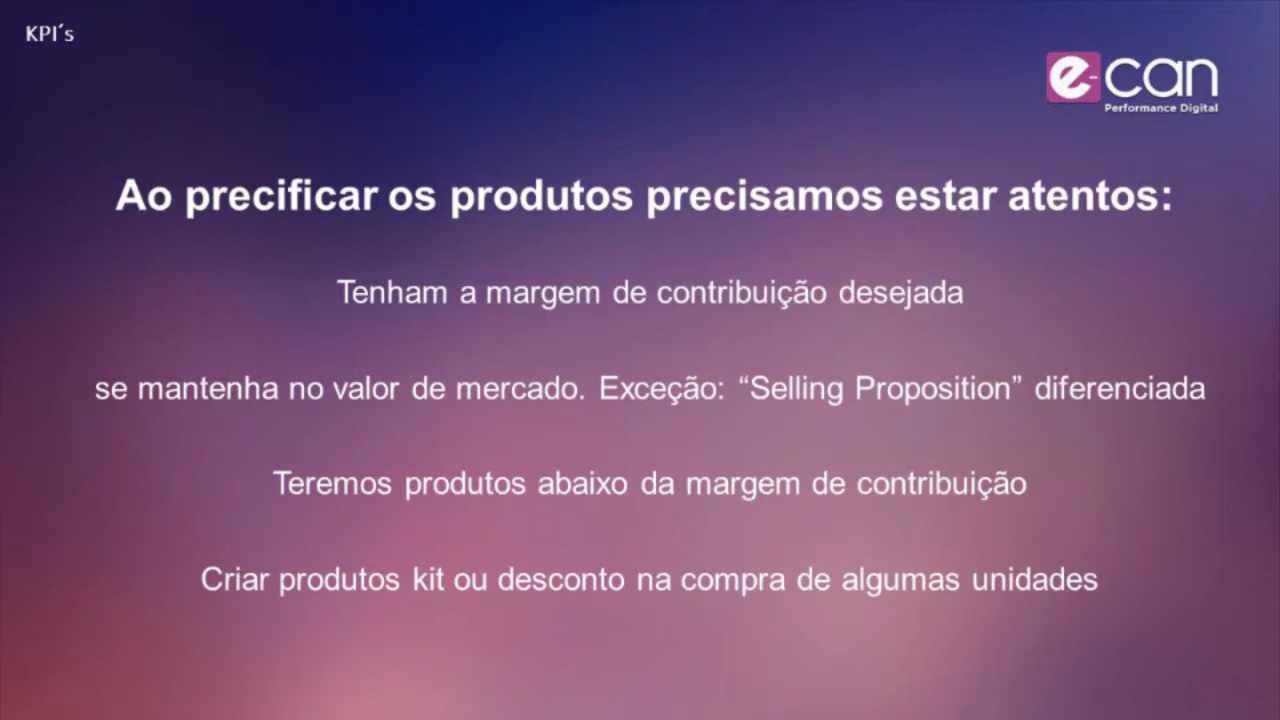 KPI´s
e-can
Performance Digital
Ao precificar os produtos precisamos estar atentos:
Tenham a margem de contribuição desejada
se mantenha no valor de mercado. Exceção: “Selling Proposition” diferenciada
Teremos produtos abaixo da margem de contribuição
Criar produtos kit ou desconto na compra de algumas unidades